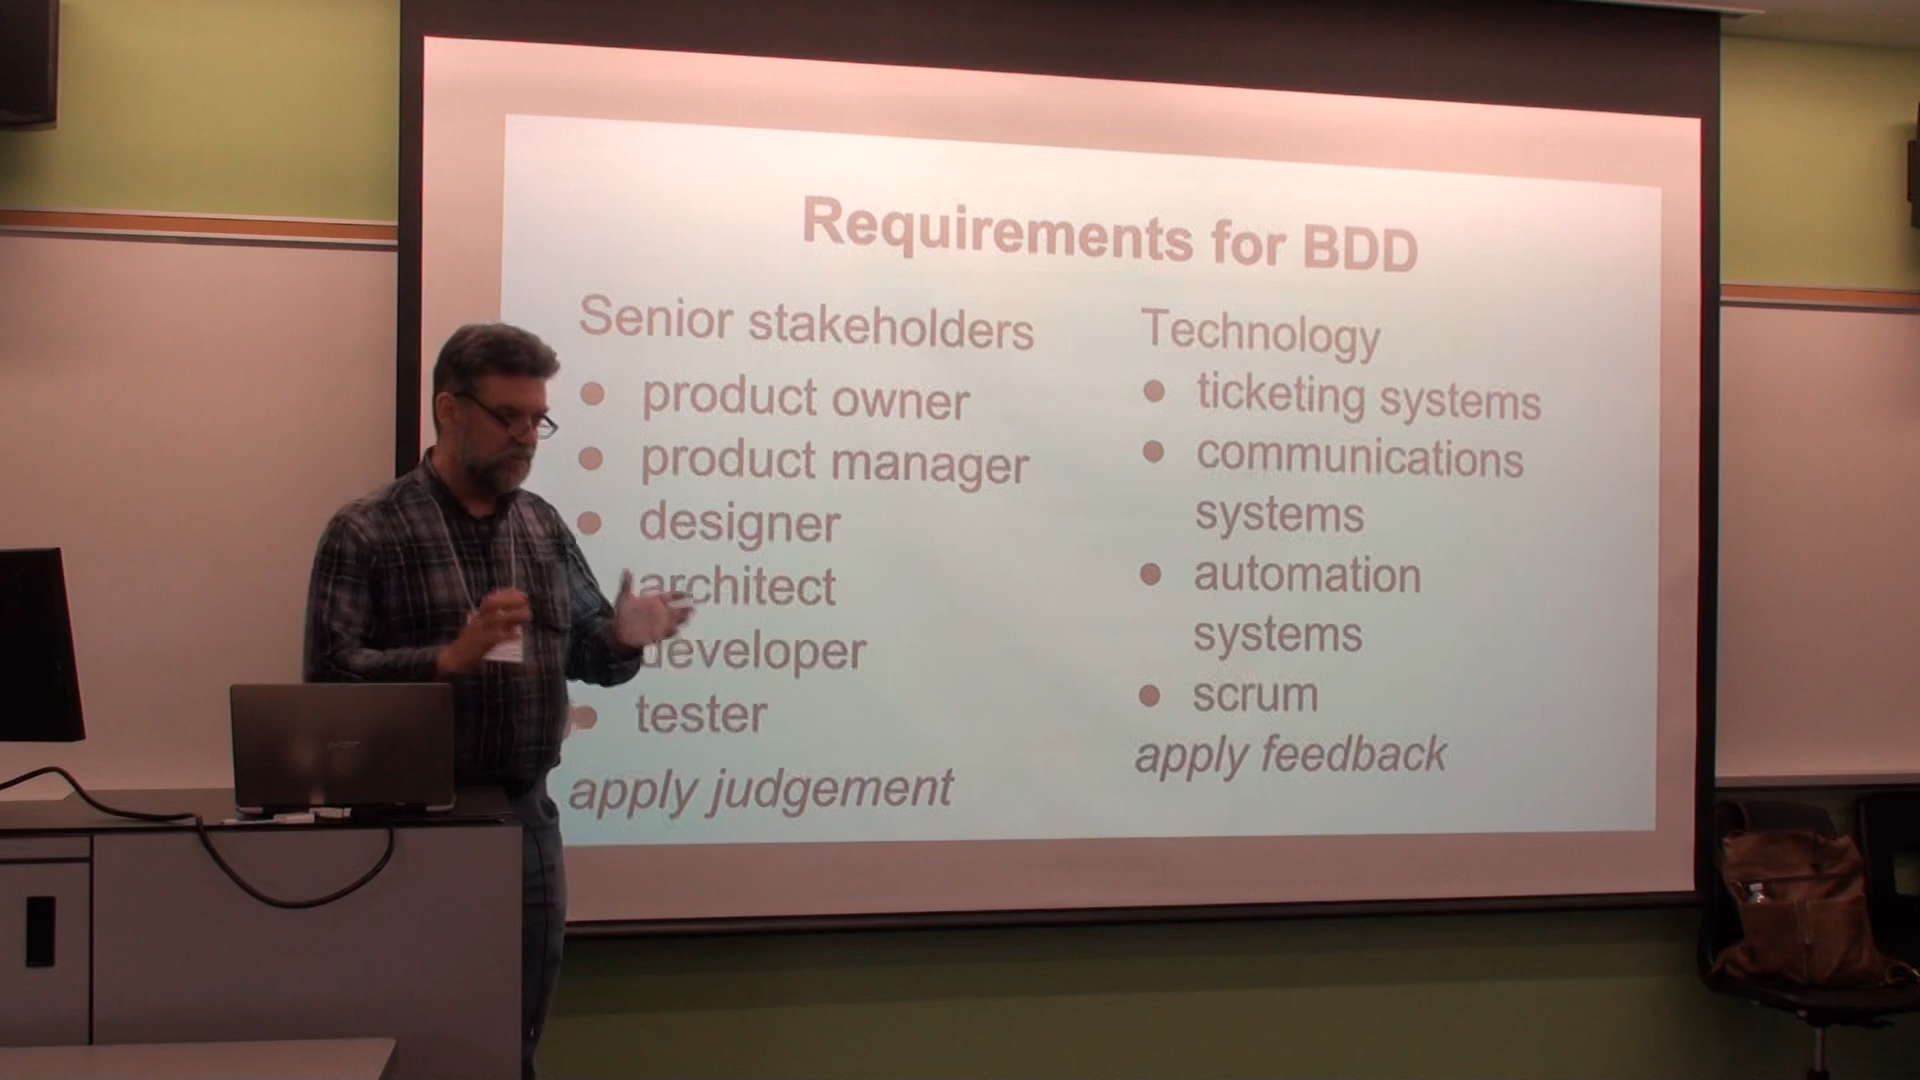 Requirements for BDD
Senior stakeholders
● product owner
● product manager
● designer
architect
developer
● tester
apply judgement
Technology
● ticketing systems
● communications
systems
● automation
systems
● scrum
apply feedback